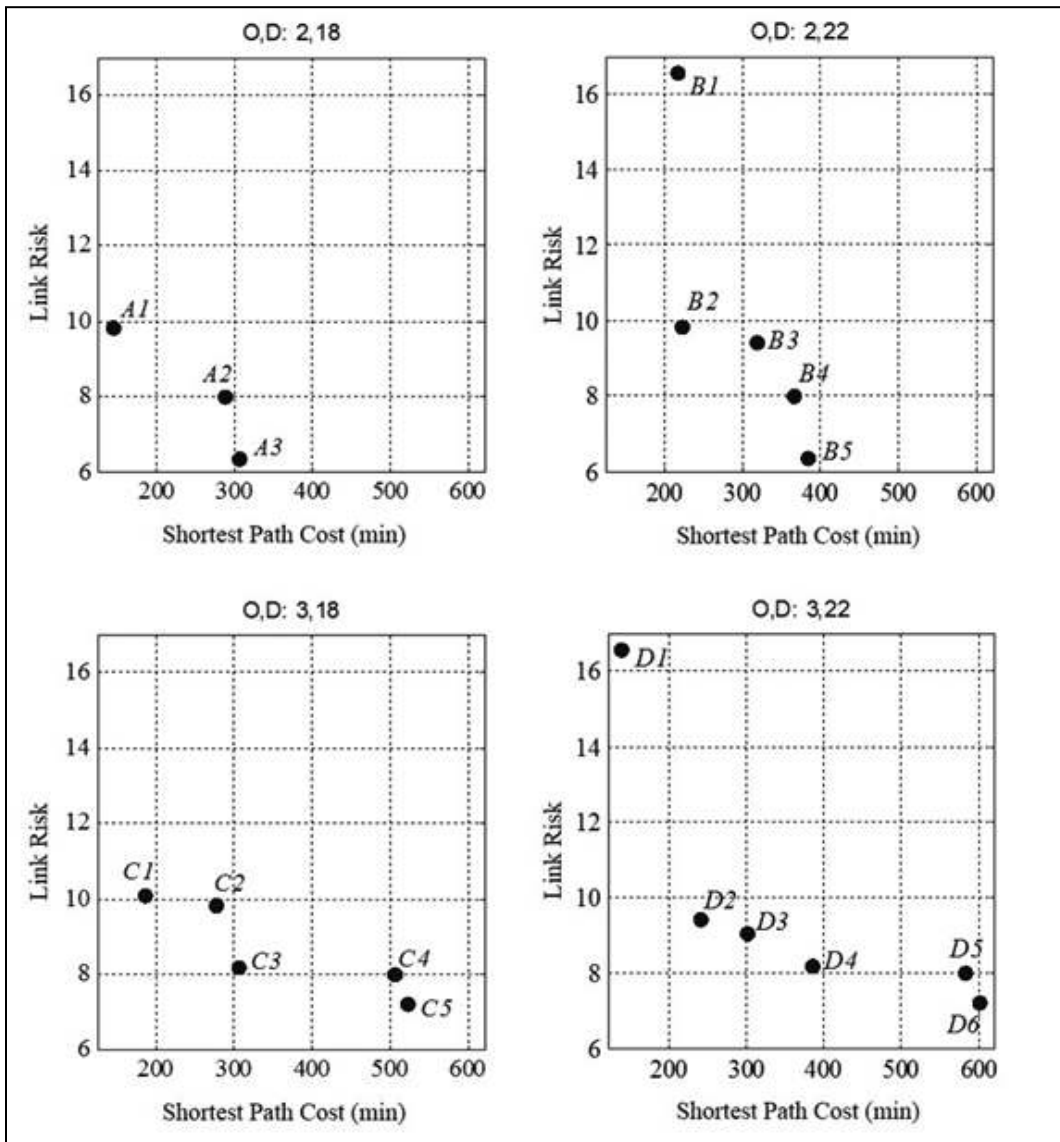 O,D: 2,18
16
14
12
10
8
6
Link Risk
A1
A2
A3
200 300 400 500 600
Shortest Path Cost (min)
O,D: 2,22
16
14
12
10
8
6
Link Risk
B1
B2
B3
B4
B5
200 300 400 500 600
Shortest Path Cost (min)
O,D: 3,18
16
14
12
10
8
6
Link Risk
C1
C2
C3
C4
C5
200 300 400 500 600
Shortest Path Cost (min)
O,D: 3,22
16
14
12
10
8
6
Link Risk
D1
D2
D3
D4
D5
D6
200 300 400 500 600
Shortest Path Cost (min)